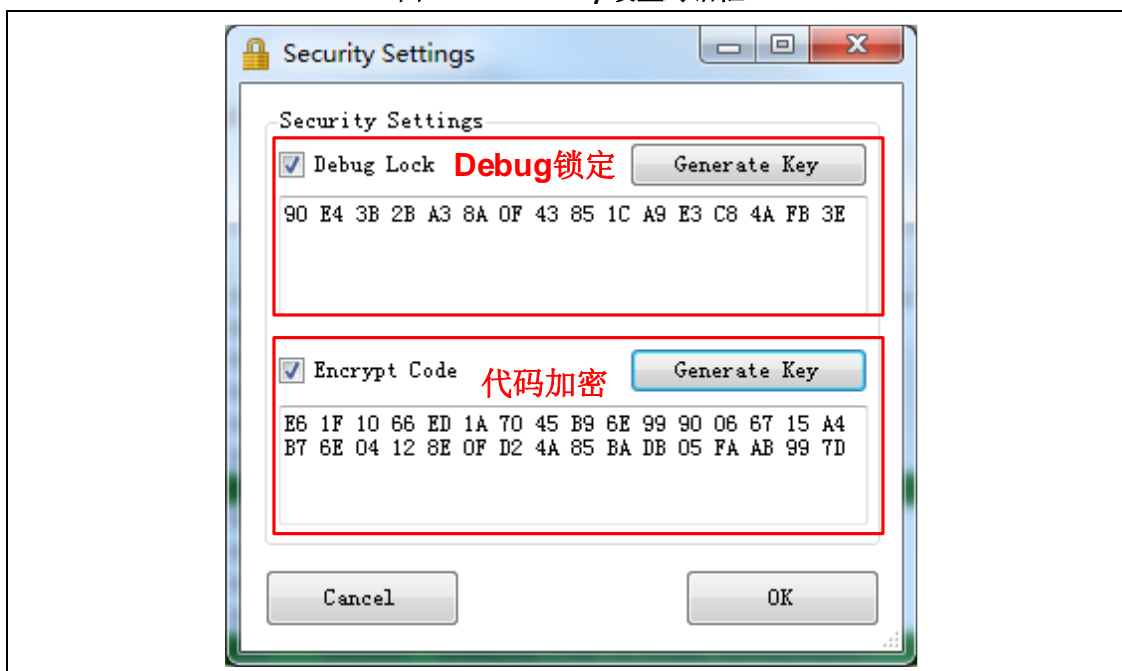 Security Settings
Security Settings
Debug Lock Debug锁定 Generate Key
90 E4 3B 2B A3 8A 0F 43 85 1C A9 E3 C8 4A FB 3E
Encrypt Code 代码加密 Generate Key
E6 1F 10 66 ED 1A 70 45 B9 6E 99 90 06 67 15 A4
B7 6E 04 12 8E 0F D2 4A 85 BA DB 05 FA AB 99 7D
Cancel OK